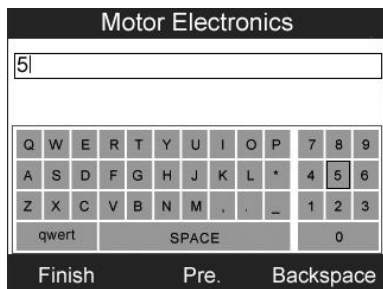 Motor Electronics
5
Q W E R T Y U I O P 7 8 9
A S D F G H J K L * 4 5 6
Z X C V B N M , . _ 1 2 3
qwert SPACE 0
Finish Pre. Backspace